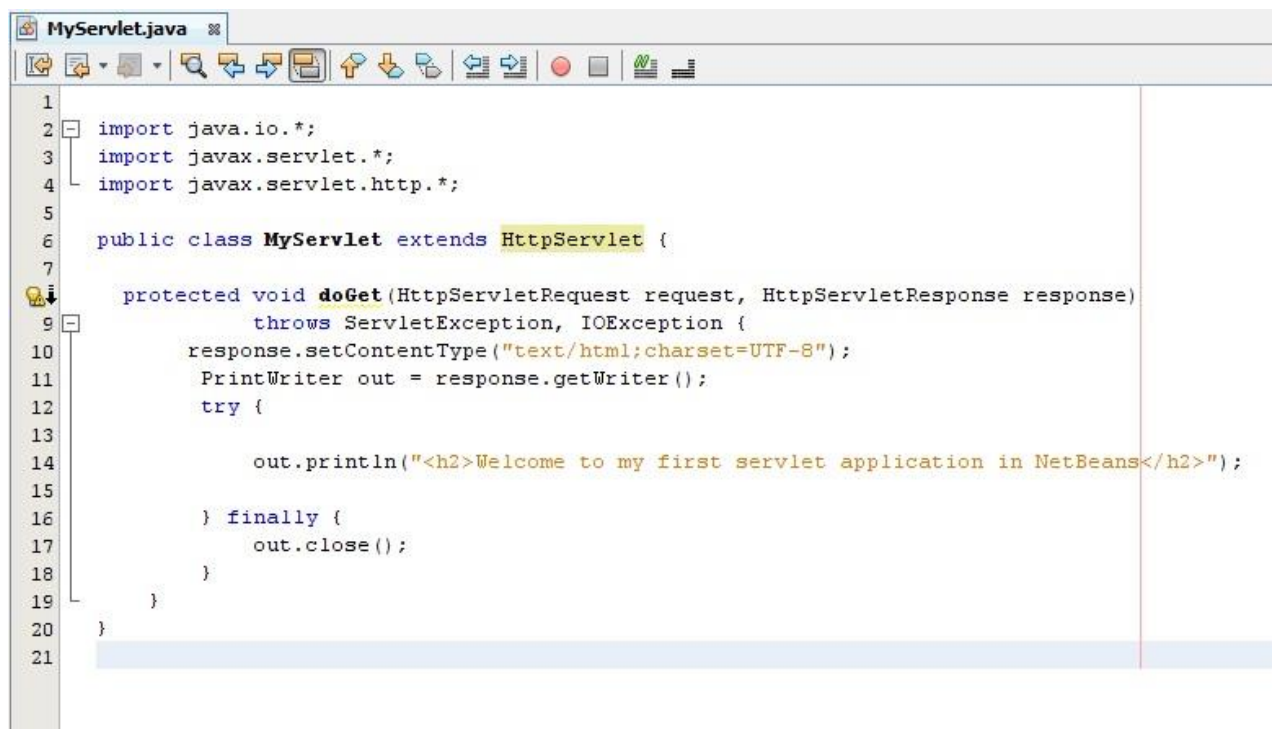 MyServlet.java
1
2 import java.io.*;
3 import javax.servlet.*;
4 import javax.servlet.http.*;
5
6 public class MyServlet extends HttpServlet {
7
protected void doGet(HttpServletRequest request, HttpServletResponse response)
9 throws ServletException, IOException {
10 response.setContentType("text/html;charset=UTF-8");
11 PrintWriter out = response.getWriter();
12 try {
13
14 out.println("<h2>Welcome to my first servlet application in NetBeans</h2>");
15
16 } finally {
17 out.close();
18 }
19 }
20 }
21